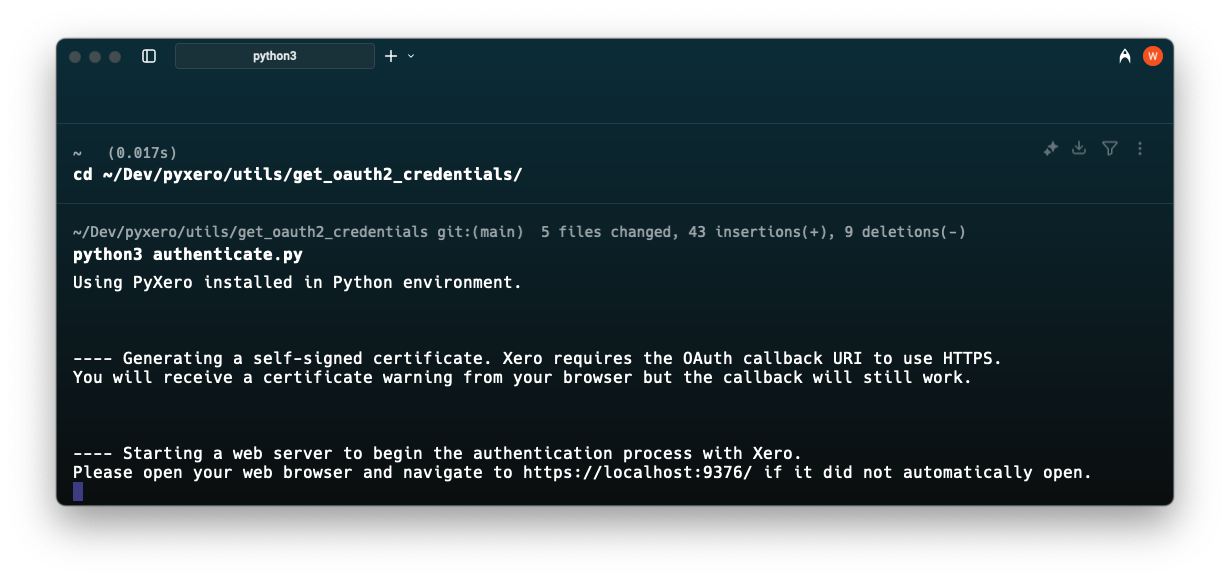 python3
W
~ (0.017s)
cd ~/Dev/pyxero/utils/get_oauth2_credentials/
~/Dev/pyxero/utils/get_oauth2_credentials git:(main) 5 files changed, 43 insertions(+), 9 deletions(-)
python3 authenticate.py
Using PyXero installed in Python environment.
---- Generating a self-signed certificate. Xero requires the OAuth callback URI to use HTTPS.
You will receive a certificate warning from your browser but the callback will still work.
---- Starting a web server to begin the authentication process with Xero.
Please open your web browser and navigate to https://localhost:9376/ if it did not automatically open.